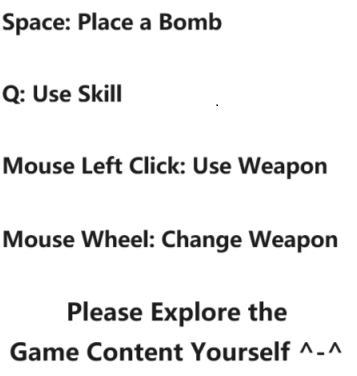 Space: Place a Bomb
Q: Use Skill
Mouse Left Click: Use Weapon
Mouse Wheel: Change Weapon
Please Explore the
Game Content Yourself ^-^